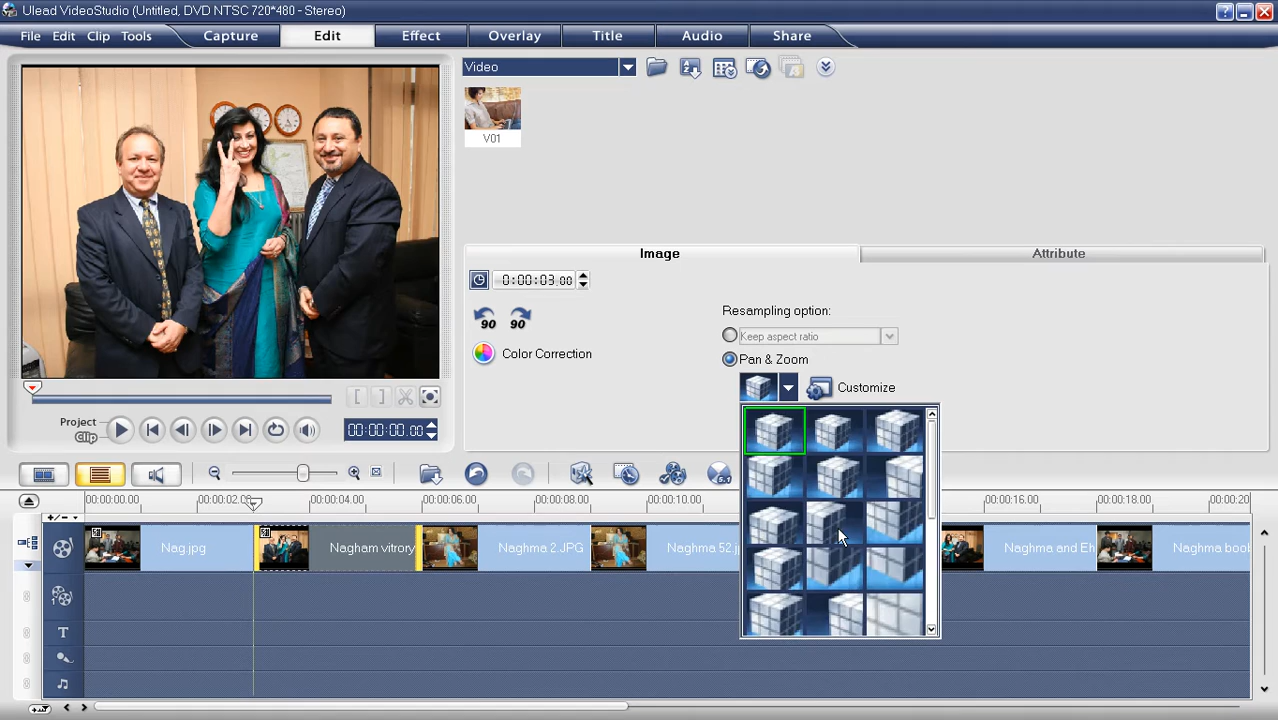 Ulead VideoStudio (Untitled, DVD NTSC 720*480 - Stereo)
File Edit Clip Tools Capture Edit Effect Overlay Title Audio Share
Video
V01
Image Attribute
0:00:03.00
90 90
Color Correction
Resampling option:
Keep aspect ratio
Pan & Zoom
Customize
Project
Clip
00:00:00.00
5.1
00:00:00.00 00:00:02.00 00:00:04.00 00:00:06.00 00:00:08.00 00:00:10.00 00:00:16.00 00:00:20
Nag.jpg Nagham vitrory Naghma 2.JPG Naghma 52.j Naghma and Eh Naghma bool
T